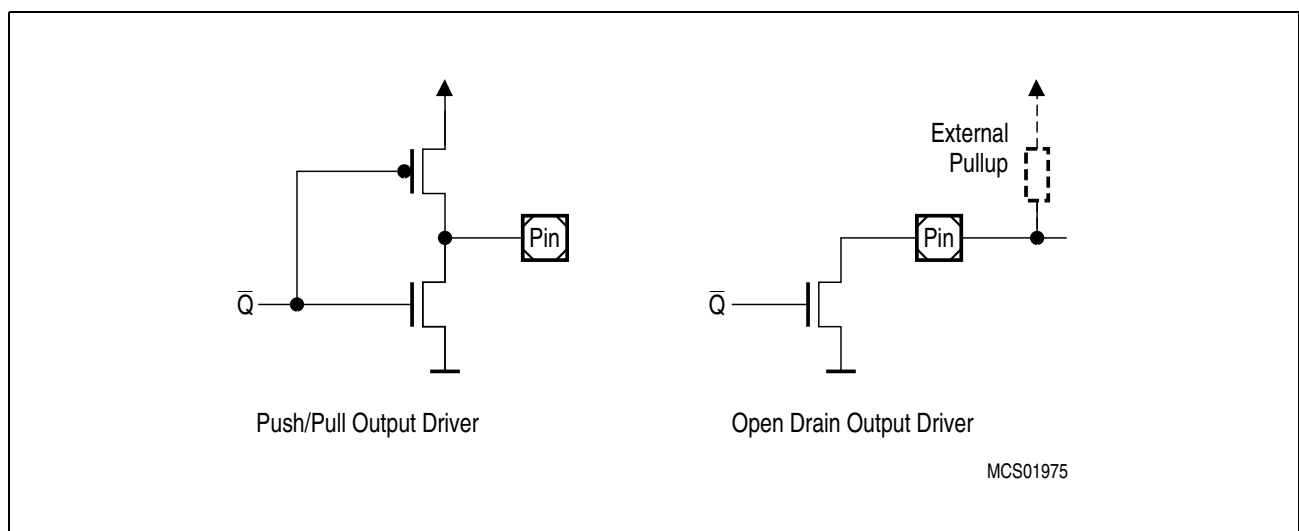 External
Pullup
Pin
Pin
Q̅
Q̅
Push/Pull Output Driver
Open Drain Output Driver
MCS01975